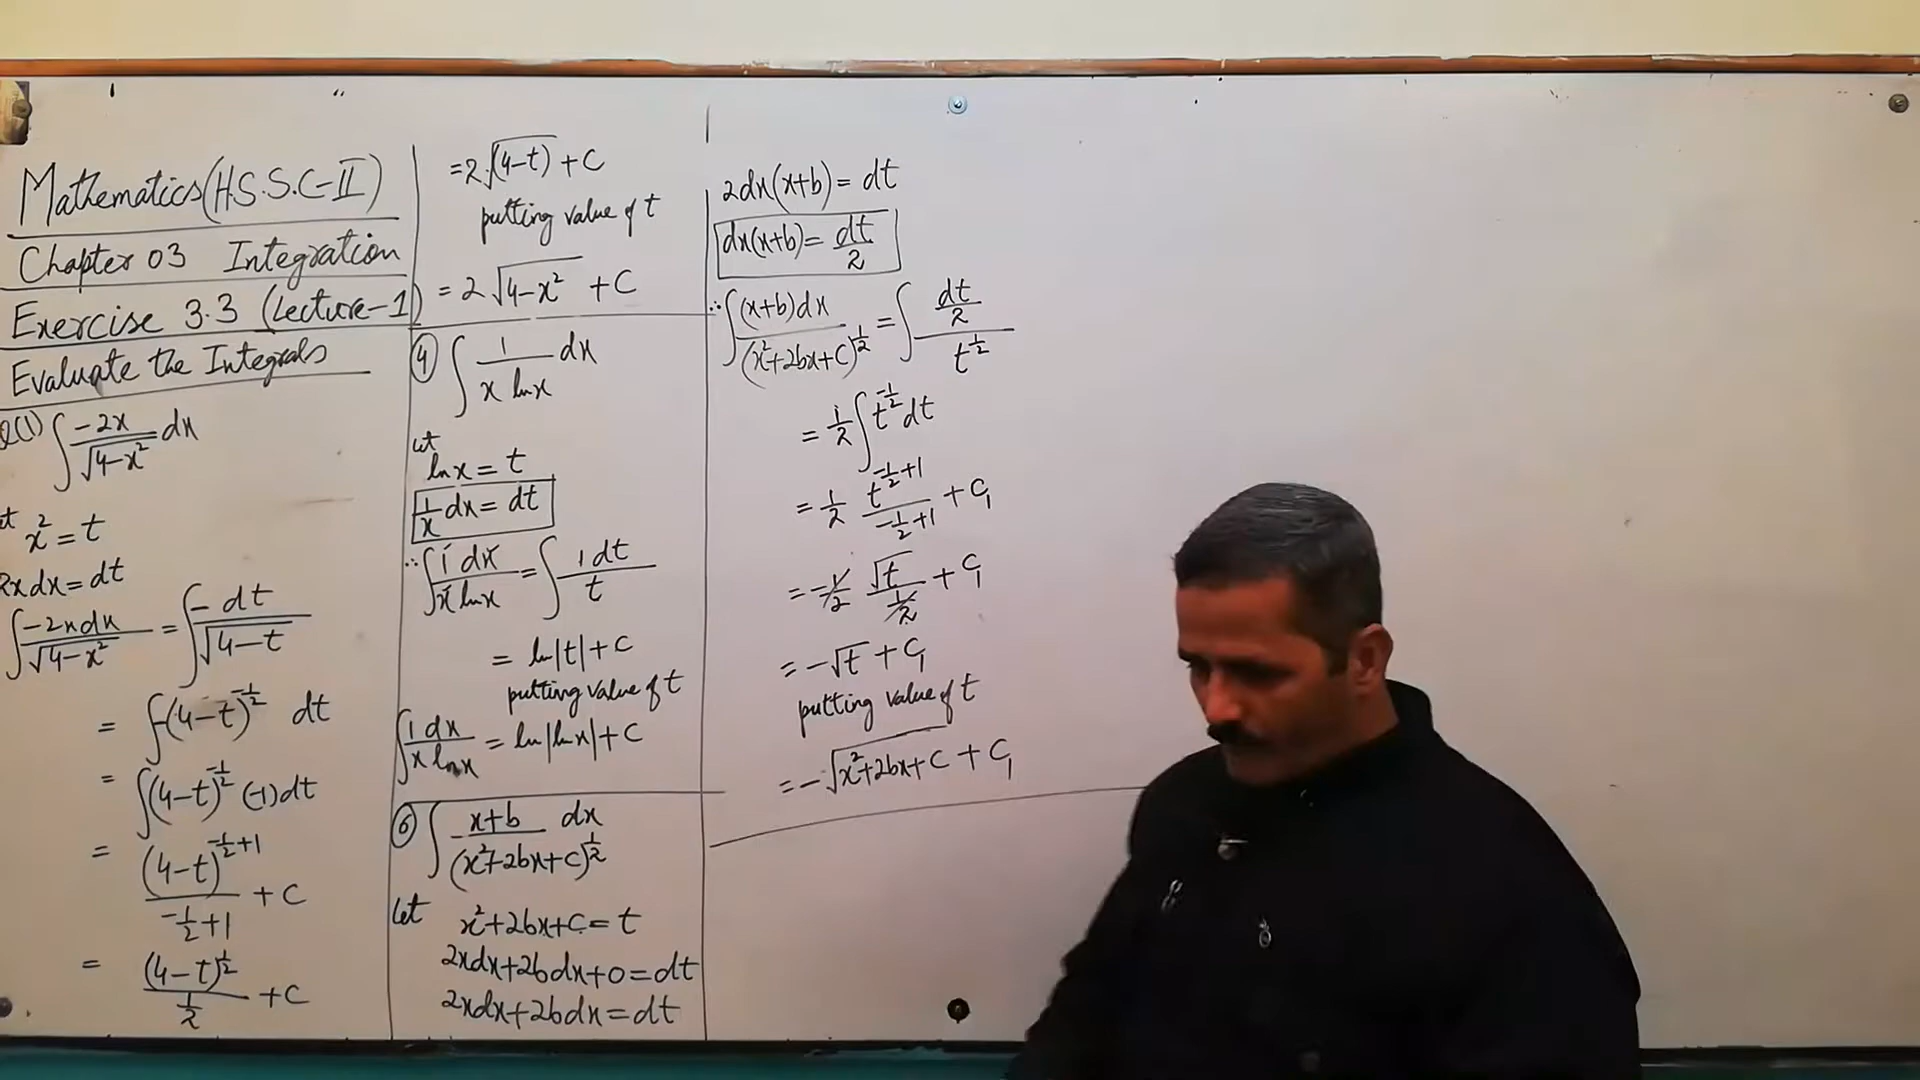 Mathematics (H.S.S.C-II)
Chapter 03 Integration
Exercise 3.3 (Lecture-1)
Evaluate the Integrals
Q(1) ∫ -2x/√(4-x²) dx
let x² = t
2x dx = dt
∫ -2x dx/√(4-x²) = ∫ -dt/√(4-t)
= ∫ -(4-t)^(-1/2) dt
= ∫ (4-t)^(-1/2) (-1) dt
= (4-t)^(-1/2+1)/(-1/2+1) + C
= (4-t)^(1/2)/(1/2) + C
= 2√(4-t) + C
putting value of t
= 2√(4-x²) + C
(4) ∫ 1/(x ln x) dx
let
ln x = t
1/x dx = dt
∴ ∫ 1 dx/(x ln x) = ∫ 1 dt/t
= ln|t| + C
putting value of t
∫ 1 dx/(x ln x) = ln|ln x| + C
(6) ∫ (x+b)/(x²+2bx+C)^(1/2) dx
let x²+2bx+C = t
2xdx+2bdx+0=dt
2xdx+2bdx=dt
2dx(x+b) = dt
dx(x+b) = dt/2
∴ ∫ (x+b)dx/(x²+2bx+C)^(1/2) = ∫ (dt/2)/t^(1/2)
= 1/2 ∫ t^(-1/2) dt
= 1/2 t^(-1/2+1)/(-1/2+1) + C₁
= -1/2 √t/(1/2) + C₁
= -√t + C₁
putting value of t
= -√(x²+2bx+C) + C₁